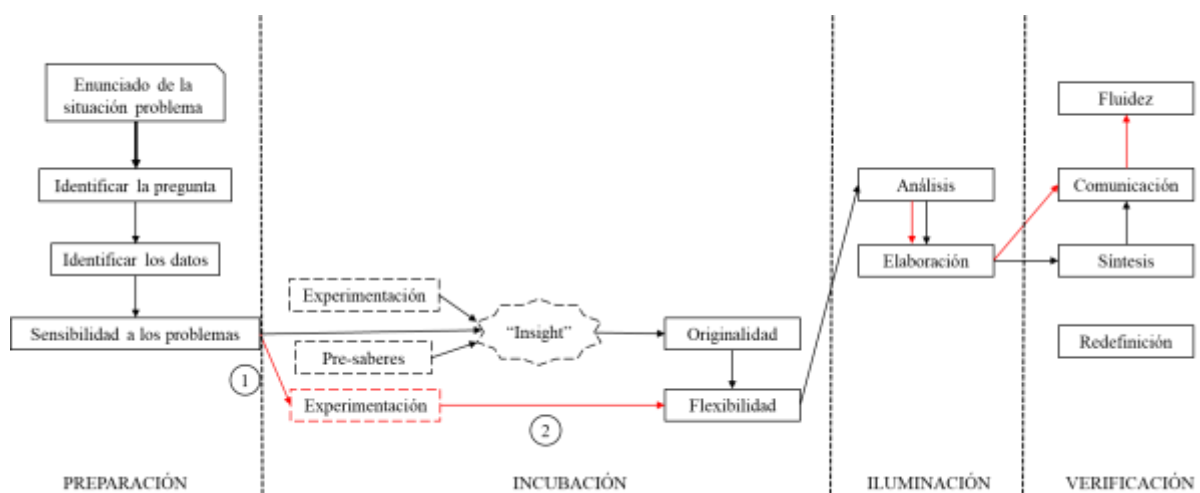 Enunciado de la
situación problema
Identificar la pregunta
Identificar los datos
Sensibilidad a los problemas
1
Experimentación
Pre-saberes
“Insight”
Experimentación
2
Originalidad
Flexibilidad
Análisis
Elaboración
Fluidez
Comunicación
Síntesis
Redefinición
PREPARACIÓN
INCUBACIÓN
ILUMINACIÓN
VERIFICACIÓN